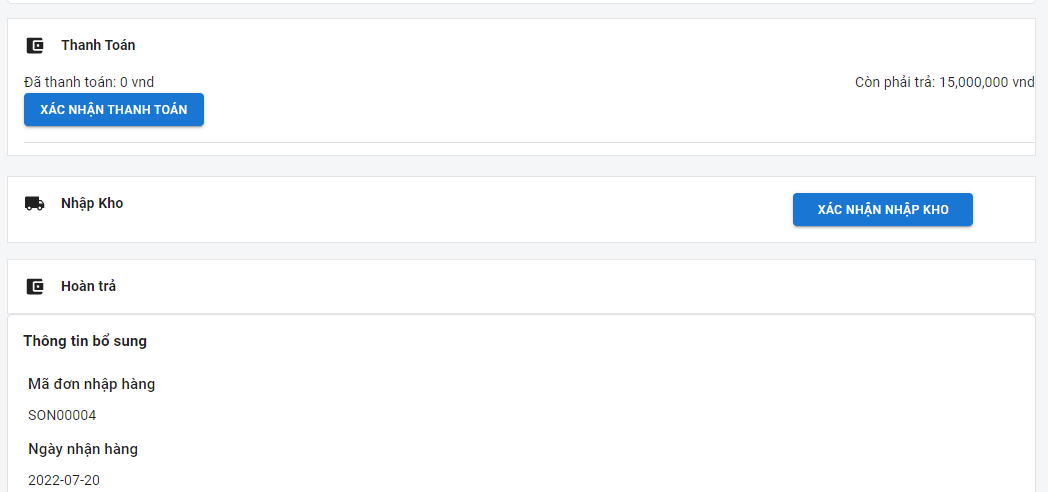 Thanh Toán
Đã thanh toán: 0 vnd
Còn phải trả: 15,000,000 vnd
XÁC NHẬN THANH TOÁN
Nhập Kho
XÁC NHẬN NHẬP KHO
Hoàn trả
Thông tin bổ sung
Mã đơn nhập hàng
SON00004
Ngày nhận hàng
2022-07-20